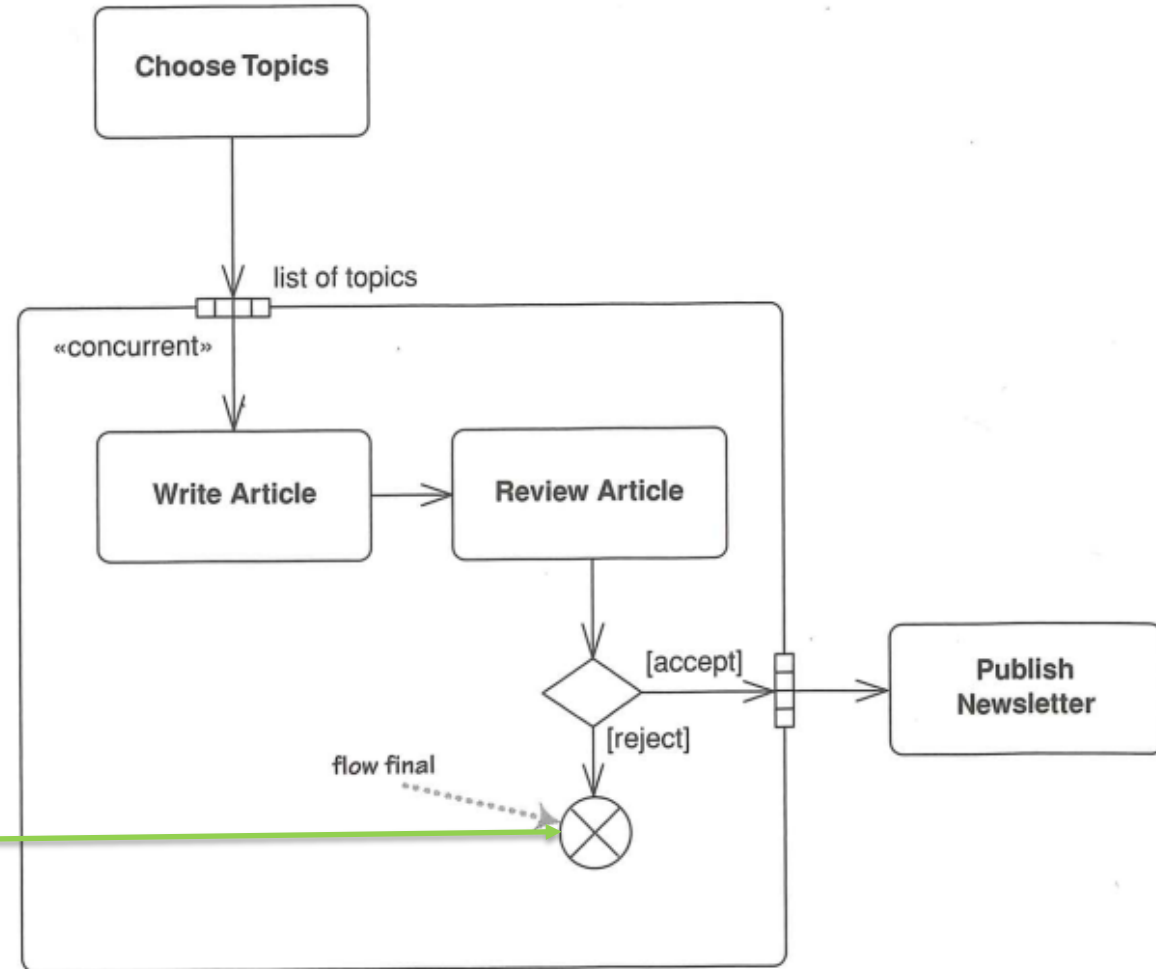 Choose Topics
list of topics
«concurrent»
Write Article
Review Article
[accept]
Publish
Newsletter
[reject]
flow final